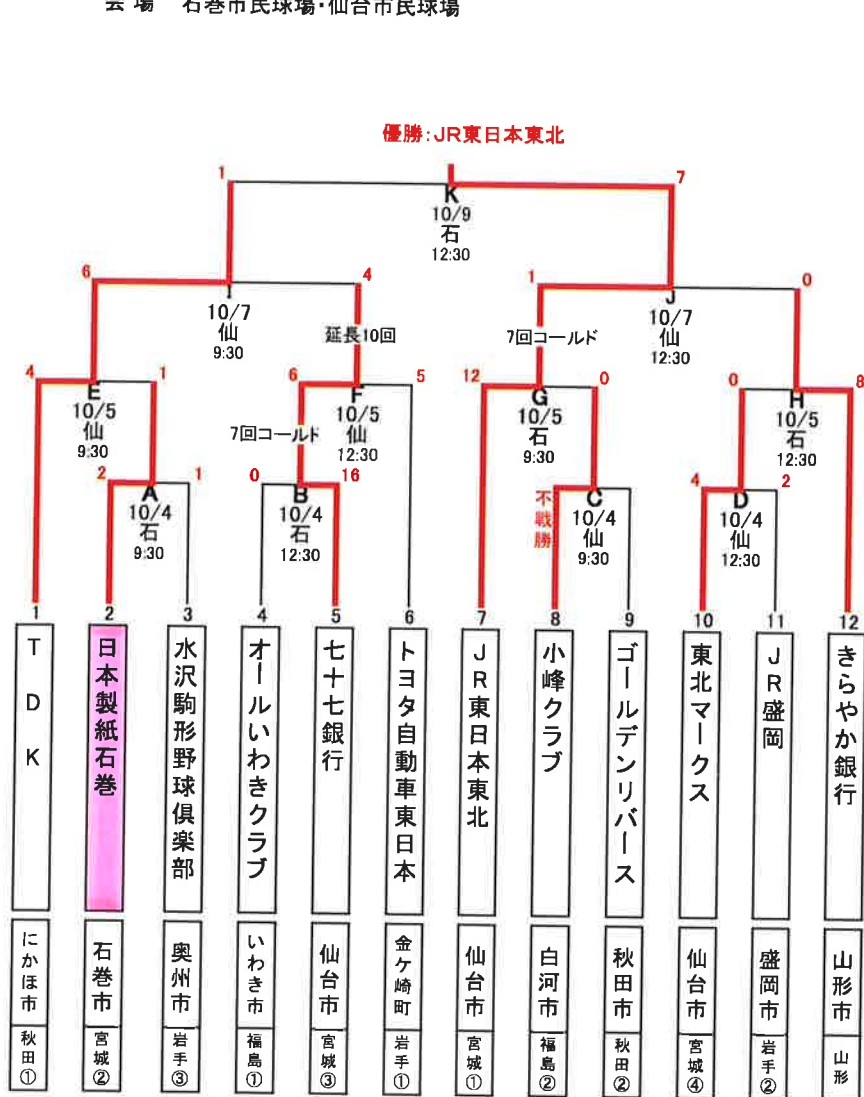 会 場 石巻市民球場・仙台市民球場
優勝:JR東日本東北
1
7
K
10/9
石
12:30
6
4
1
0
I
10/7
仙
9:30
J
10/7
仙
12:30
延長10回
7回コールド
4
1
6
5
12
0
0
8
E
10/5
仙
9:30
F
10/5
仙
12:30
G
10/5
石
9:30
H
10/5
石
12:30
7回コールド
2
1
0
16
不戦勝
4
2
A
10/4
石
9:30
B
10/4
石
12:30
C
10/4
仙
9:30
D
10/4
仙
12:30
1
2
3
4
5
6
7
8
9
10
11
12
TDK
日本製紙石巻
水沢駒形野球倶楽部
オールいわきクラブ
七十七銀行
トヨタ自動車東日本
JR東日本東北
小峰クラブ
ゴールデンリバース
東北マークス
JR盛岡
きらやか銀行
にかほ市
石巻市
奥州市
いわき市
仙台市
金ケ崎町
仙台市
白河市
秋田市
仙台市
盛岡市
山形市
秋田①
宮城②
岩手③
福島①
宮城③
岩手①
宮城①
福島②
秋田②
宮城④
岩手②
山形